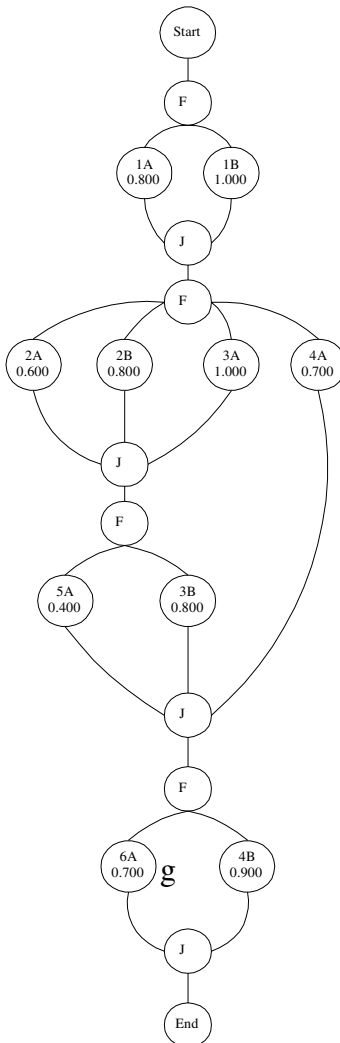 Start
F
1A
0.800
1B
1.000
J
F
2A
0.600
2B
0.800
3A
1.000
4A
0.700
J
F
5A
0.400
3B
0.800
J
F
6A
0.700
g
4B
0.900
J
End